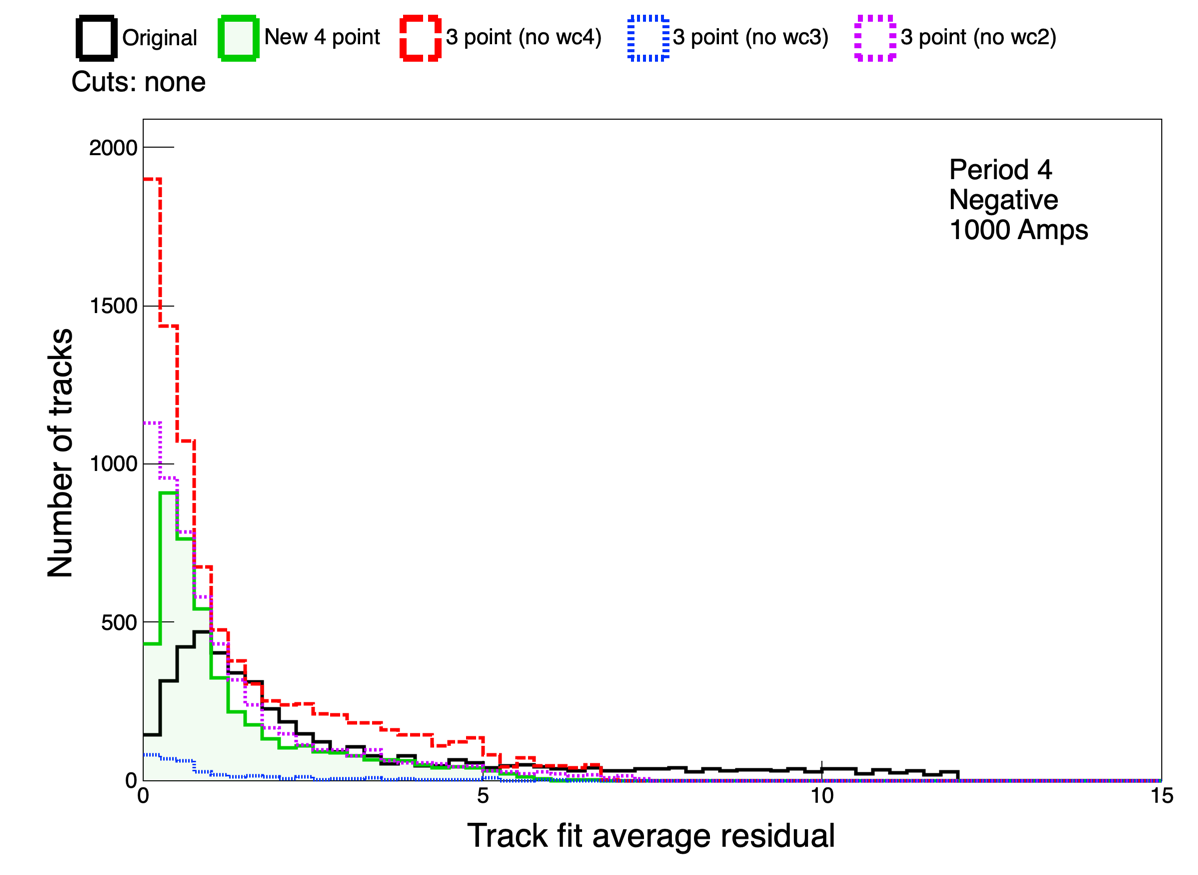 Original New 4 point 3 point (no wc4) 3 point (no wc3) 3 point (no wc2)
Cuts: none
2000
1500
1000
500
0
Period 4
Negative
1000 Amps
Number of tracks
0 5 10 15
Track fit average residual